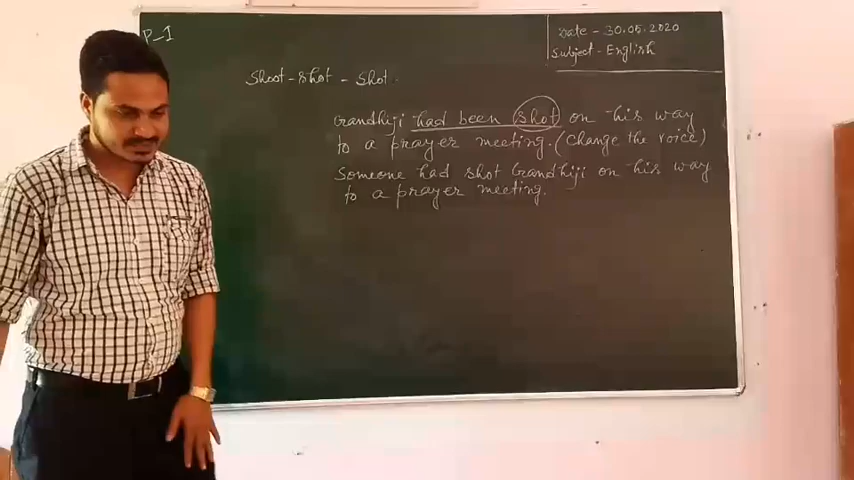 P-I
Date - 30.05.2020
Subject - English
Shoot - shot - shot.
Gandhiji had been shot on his way
to a prayer meeting. (Change the voice)
Someone had shot Gandhiji on his way
to a prayer meeting.